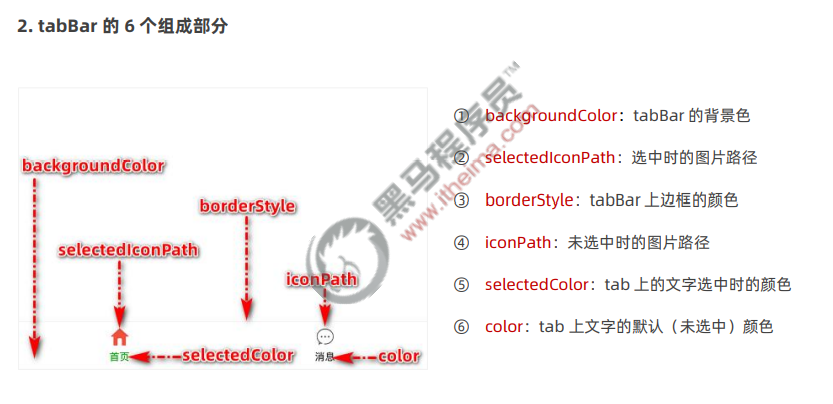 2. tabBar 的 6 个组成部分
backgroundColor
selectedIconPath
borderStyle
iconPath
首页
selectedColor
消息
color
黑马程序员™
www.itheima.com
① backgroundColor：tabBar 的背景色
② selectedIconPath：选中时的图片路径
③ borderStyle：tabBar 上边框的颜色
④ iconPath：未选中时的图片路径
⑤ selectedColor：tab 上的文字选中时的颜色
⑥ color：tab 上文字的默认（未选中）颜色